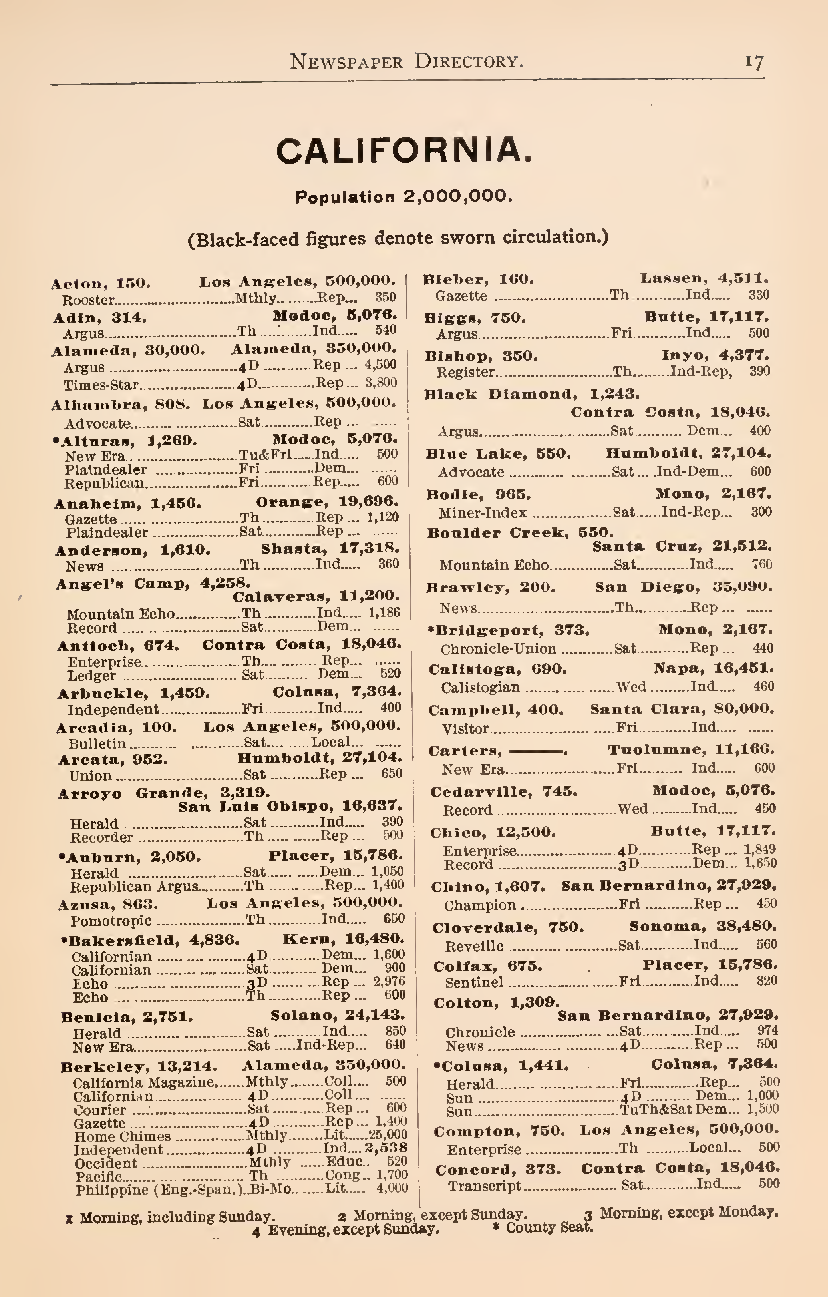 NEWSPAPER DIRECTORY. 17
CALIFORNIA.
Population 2,000,000.
(Black-faced figures denote sworn circulation.)
Acton, 150. Los Angeles, 500,000.
Rooster Mthly Rep 350
Adin, 314. Modoc, 5,076.
Argus Th Ind 540
Alameda, 30,000. Alameda, 350,000.
Argus 4D Rep 4,500
Times-Star 4D Rep 3,800
Alhambra, 808. Los Angeles, 500,000.
Advocate Sat Rep
*Alturas, 1,269. Modoc, 5,076.
New Era Tu&Fri Ind 500
Plaindealer Fri Dem
Republican Fri Rep 600
Anaheim, 1,456. Orange, 19,696.
Gazette Th Rep 1,120
Plaindealer Sat Rep
Anderson, 1,610. Shasta, 17,318.
News Th Ind 360
Angel's Camp, 4,258.
Calaveras, 11,200.
Mountain Echo Th Ind 1,186
Record Sat Dem
Antioch, 674. Contra Costa, 18,046.
Enterprise Th Rep
Ledger Sat Dem 520
Arbuckle, 1,459. Colusa, 7,364.
Independent Fri Ind 400
Arcadia, 100. Los Angeles, 500,000.
Bulletin Sat Local
Arcata, 952. Humboldt, 27,104.
Union Sat Rep 650
Arroyo Grande, 3,319.
San Luis Obispo, 16,637.
Herald Sat Ind 390
Recorder Th Rep 500
*Auburn, 2,050. Placer, 15,786.
Herald Sat Dem 1,050
Republican Argus Th Rep 1,400
Azusa, 863. Los Angeles, 500,000.
Pomotropic Th Ind 650
*Bakersfield, 4,836. Kern, 16,480.
Californian 4D Dem 1,600
Californian Sat Dem 900
Echo 3D Rep 2,976
Echo Th Rep 600
Benicia, 2,751. Solano, 24,143.
Herald Sat Ind 850
New Era Sat Ind-Rep 640
Berkeley, 13,214. Alameda, 350,000.
California Magazine Mthly Coll 500
Californian 4D Coll
Courier Sat Rep 600
Gazette 4D Rep 1,400
Home Chimes Mthly Lit 25,000
Independent 4D Ind 2,538
Occident Mthly Educ 520
Pacific Th Cong 1,700
Philippine (Eng.-Span.) Bi-Mo Lit 4,000
Bieber, 160. Lassen, 4,511.
Gazette Th Ind 330
Biggs, 750. Butte, 17,117.
Argus Fri Ind 500
Bishop, 350. Inyo, 4,377.
Register Th Ind-Rep, 390
Black Diamond, 1,243.
Contra Costa, 18,046.
Argus Sat Dem 400
Blue Lake, 550. Humboldt, 27,104.
Advocate Sat Ind-Dem 600
Bodie, 965. Mono, 2,167.
Miner-Index Sat Ind-Rep 300
Boulder Creek, 550.
Santa Cruz, 21,512.
Mountain Echo Sat Ind 760
Brawley, 200. San Diego, 35,090.
News Th Rep
*Bridgeport, 373. Mono, 2,167.
Chronicle-Union Sat Rep 440
Calistoga, 690. Napa, 16,451.
Calistogian Wed Ind 460
Campbell, 400. Santa Clara, 80,000.
Visitor Fri Ind
Carters, ———. Tuolumne, 11,166.
New Era Fri Ind 600
Cedarville, 745. Modoc, 5,076.
Record Wed Ind 450
Chico, 12,500. Butte, 17,117.
Enterprise 4D Rep 1,849
Record 3D Dem 1,650
Chino, 1,607. San Bernardino, 27,929.
Champion Fri Rep 450
Cloverdale, 750. Sonoma, 38,480.
Reveille Sat Ind 560
Colfax, 675. Placer, 15,786.
Sentinel Fri Ind 820
Colton, 1,309.
San Bernardino, 27,929.
Chronicle Sat Ind 974
News 4D Rep 500
*Colusa, 1,441. Colusa, 7,364.
Herald Fri Rep 500
Sun 4D Dem 1,000
Sun TuTh&Sat Dem 1,500
Compton, 750. Los Angeles, 500,000.
Enterprise Th Local 500
Concord, 373. Contra Costa, 18,046.
Transcript Sat Ind 500
1 Morning, including Sunday. 2 Morning, except Sunday. 3 Morning, except Monday.
4 Evening, except Sunday. * County Seat.